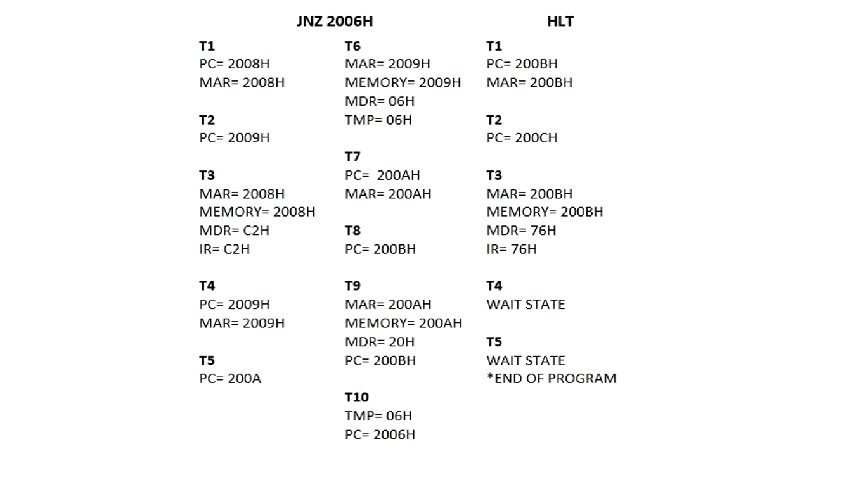 JNZ 2006H
T1
PC= 2008H
MAR= 2008H
T2
PC= 2009H
T3
MAR= 2008H
MEMORY= 2008H
MDR= C2H
IR= C2H
T4
PC= 2009H
MAR= 2009H
T5
PC= 200A
T6
MAR= 2009H
MEMORY= 2009H
MDR= 06H
TMP= 06H
T7
PC= 200AH
MAR= 200AH
T8
PC= 200BH
T9
MAR= 200AH
MEMORY= 200AH
MDR= 20H
PC= 200BH
T10
TMP= 06H
PC= 2006H
HLT
T1
PC= 200BH
MAR= 200BH
T2
PC= 200CH
T3
MAR= 200BH
MEMORY= 200BH
MDR= 76H
IR= 76H
T4
WAIT STATE
T5
WAIT STATE
*END OF PROGRAM